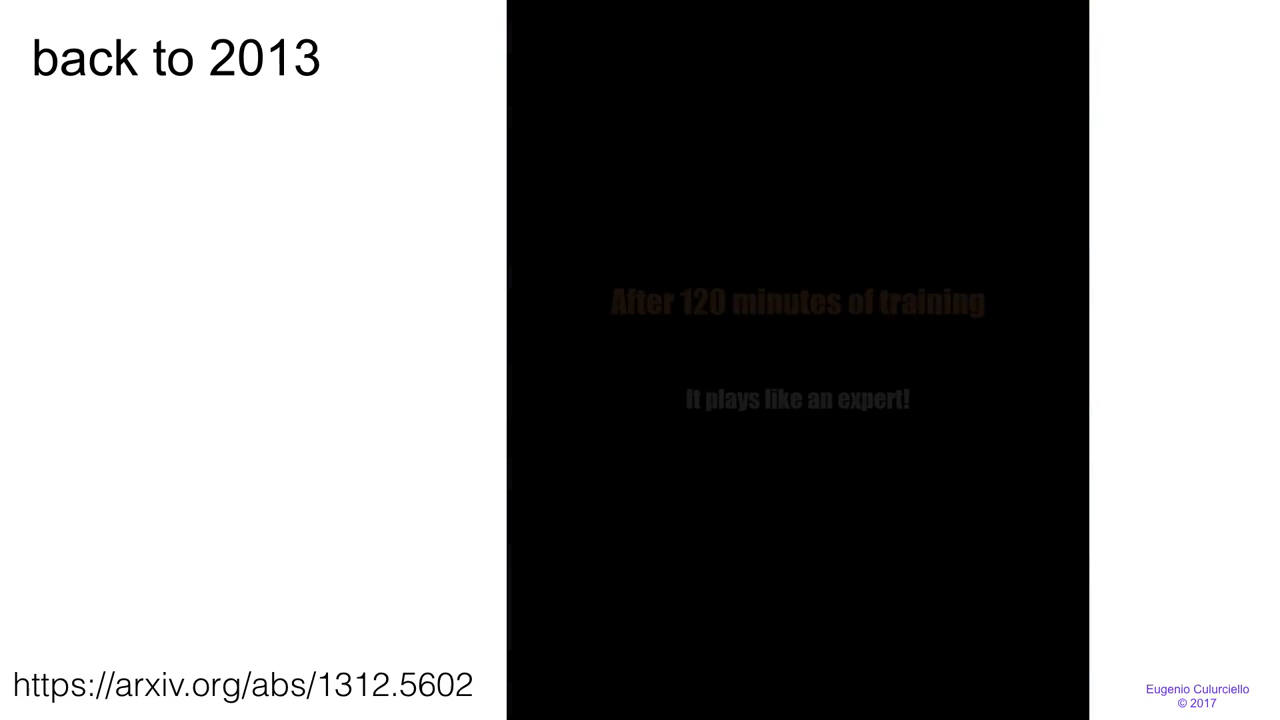 back to 2013
After 120 minutes of training
It plays like an expert!
https://arxiv.org/abs/1312.5602
Eugenio Culurciello
© 2017